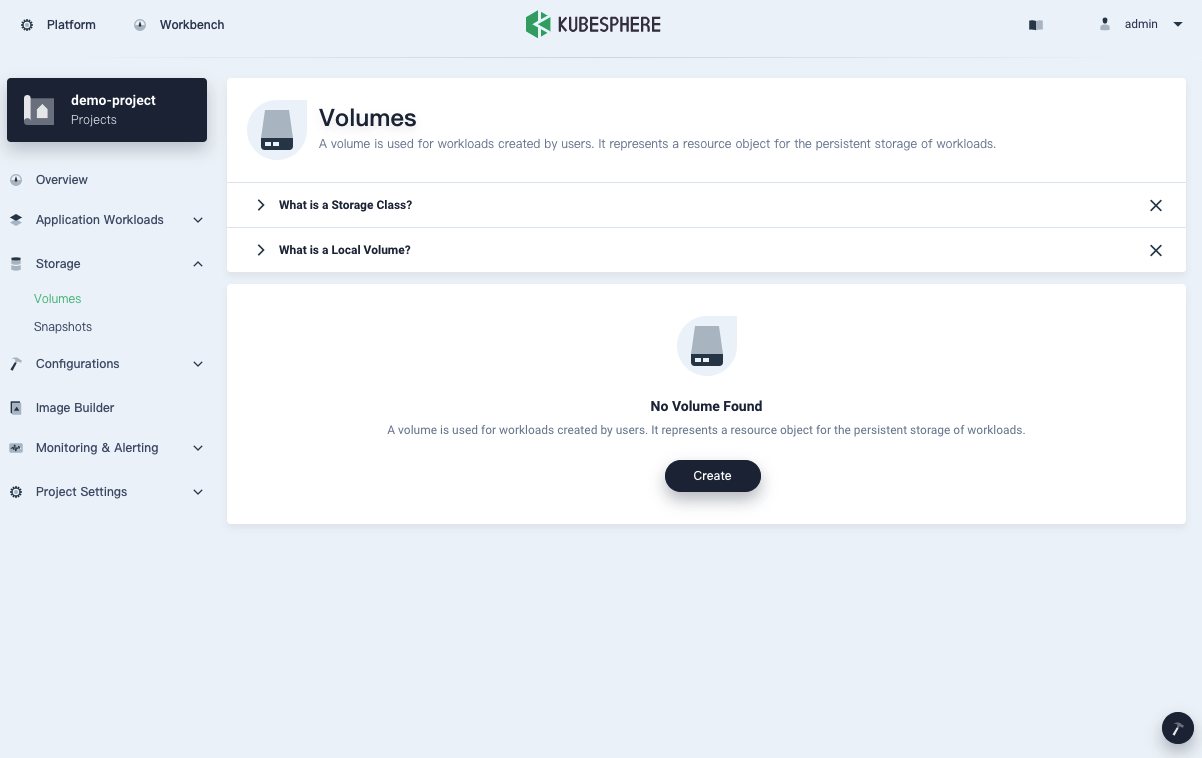 Platform
Workbench
KUBESPHERE
admin
demo-project
Projects
Overview
Application Workloads
Storage
Volumes
Snapshots
Configurations
Image Builder
Monitoring & Alerting
Project Settings
Volumes
A volume is used for workloads created by users. It represents a resource object for the persistent storage of workloads.
What is a Storage Class?
What is a Local Volume?
No Volume Found
A volume is used for workloads created by users. It represents a resource object for the persistent storage of workloads.
Create